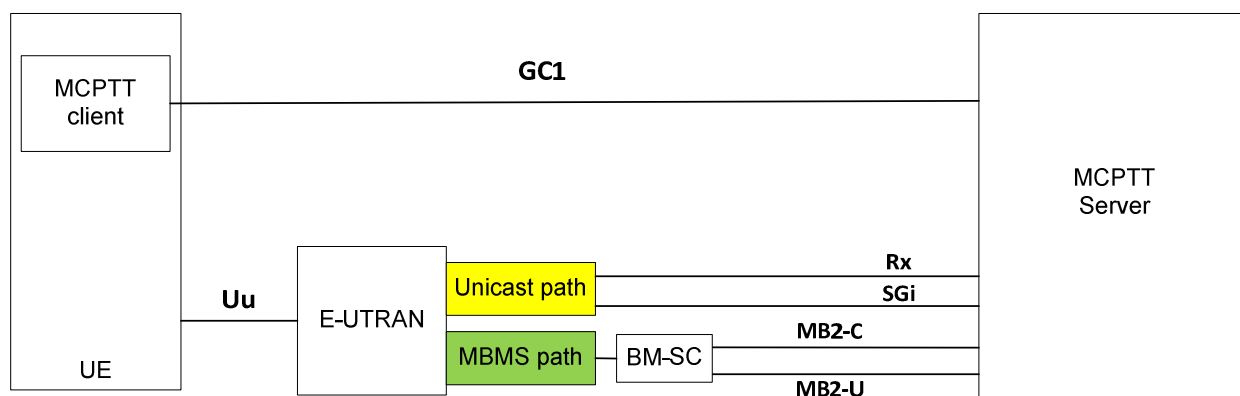 GC1
MCPTT
client
MCPTT
Server
Rx
Unicast path
SGi
Uu
E-UTRAN
MB2-C
MBMS path
BM-SC
UE
MB2-U